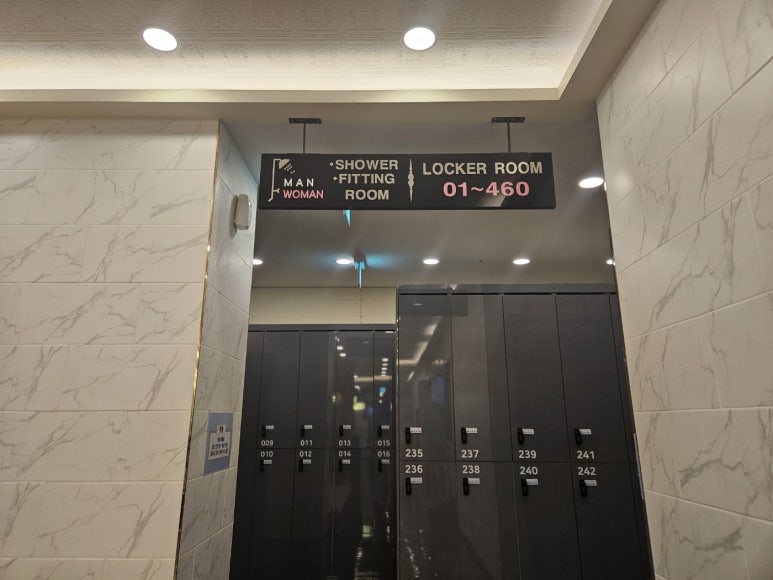 MAN
WOMAN
SHOWER
FITTING
ROOM
LOCKER ROOM
01~460
009
011
013
015
010
012
014
016
235
237
239
241
236
238
240
242